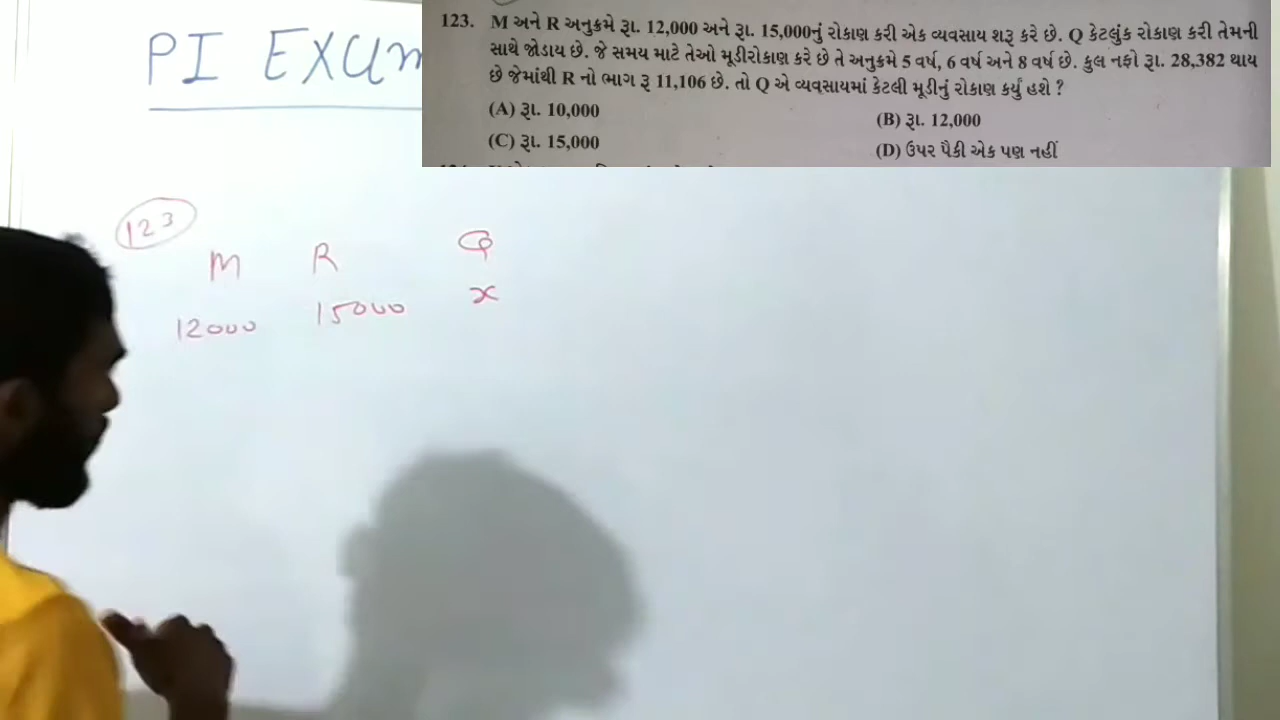 PI EXam
123. M અને R અનુક્રમે રૂા. 12,000 અને રૂા. 15,000નું રોકાણ કરી એક વ્યવસાય શરૂ કરે છે. Q કેટલુંક રોકાણ કરી તેમની
સાથે જોડાય છે. જે સમય માટે તેઓ મૂડીરોકાણ કરે છે તે અનુક્રમે 5 વર્ષ, 6 વર્ષ અને 8 વર્ષ છે. કુલ નફો રૂા. 28,382 થાય
છે જેમાંથી R નો ભાગ રૂ 11,106 છે. તો Q એ વ્યવસાયમાં કેટલી મૂડીનું રોકાણ કર્યું હશે ?
(A) રૂા. 10,000
(B) રૂા. 12,000
(C) રૂા. 15,000
(D) ઉપર પૈકી એક પણ નહીં
123
M R Q
12000 15000 x